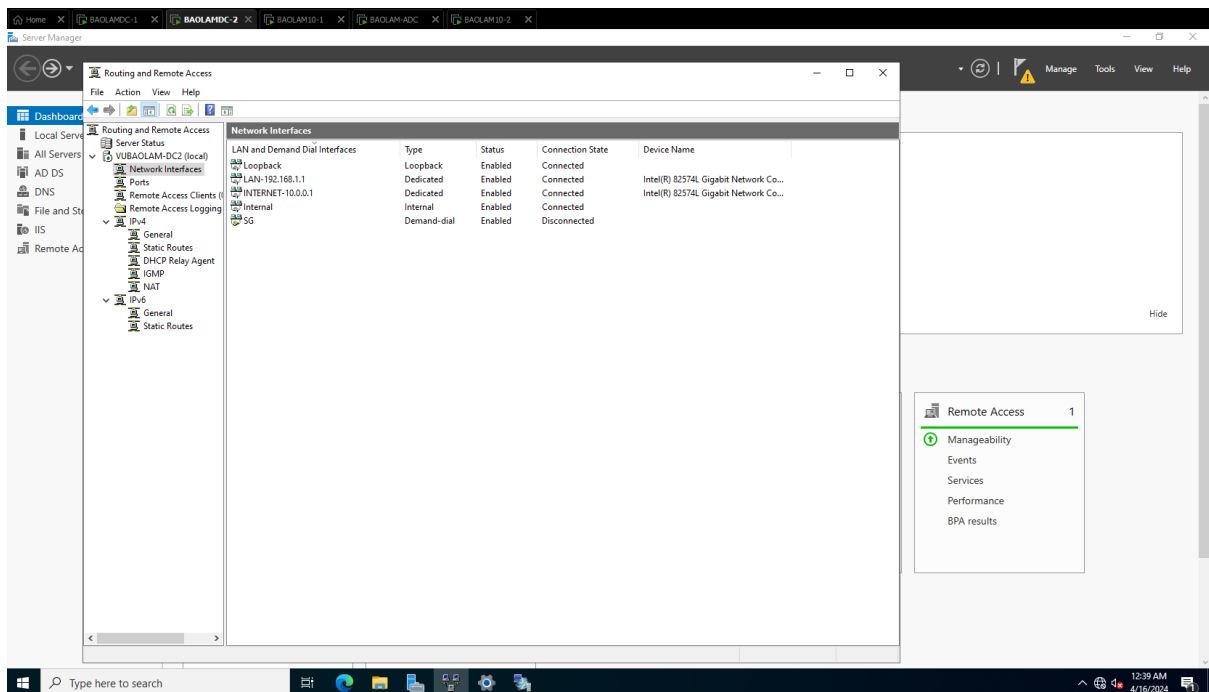 Home BAOLAMDC-1 BAOLAMDC-2 BAOLAM10-1 BAOLAM-ADC BAOLAM10-2
Server Manager
Manage Tools View Help
Routing and Remote Access
File Action View Help
Dashboard
Local Serve
All Servers
AD DS
DNS
File and Sto
IIS
Remote Ac
Routing and Remote Access
Server Status
VUBAOLAM-DC2 (local)
Network Interfaces
Ports
Remote Access Clients (
Remote Access Logging
IPv4
General
Static Routes
DHCP Relay Agent
IGMP
NAT
IPv6
General
Static Routes
Network Interfaces
LAN and Demand Dial Interfaces Type Status Connection State Device Name
Loopback Loopback Enabled Connected
LAN-192.168.1.1 Dedicated Enabled Connected Intel(R) 82574L Gigabit Network Co...
INTERNET-10.0.0.1 Dedicated Enabled Connected Intel(R) 82574L Gigabit Network Co...
Internal Internal Enabled Connected
SG Demand-dial Enabled Disconnected
Hide
Remote Access 1
Manageability
Events
Services
Performance
BPA results
Type here to search
12:39 AM
4/16/2024